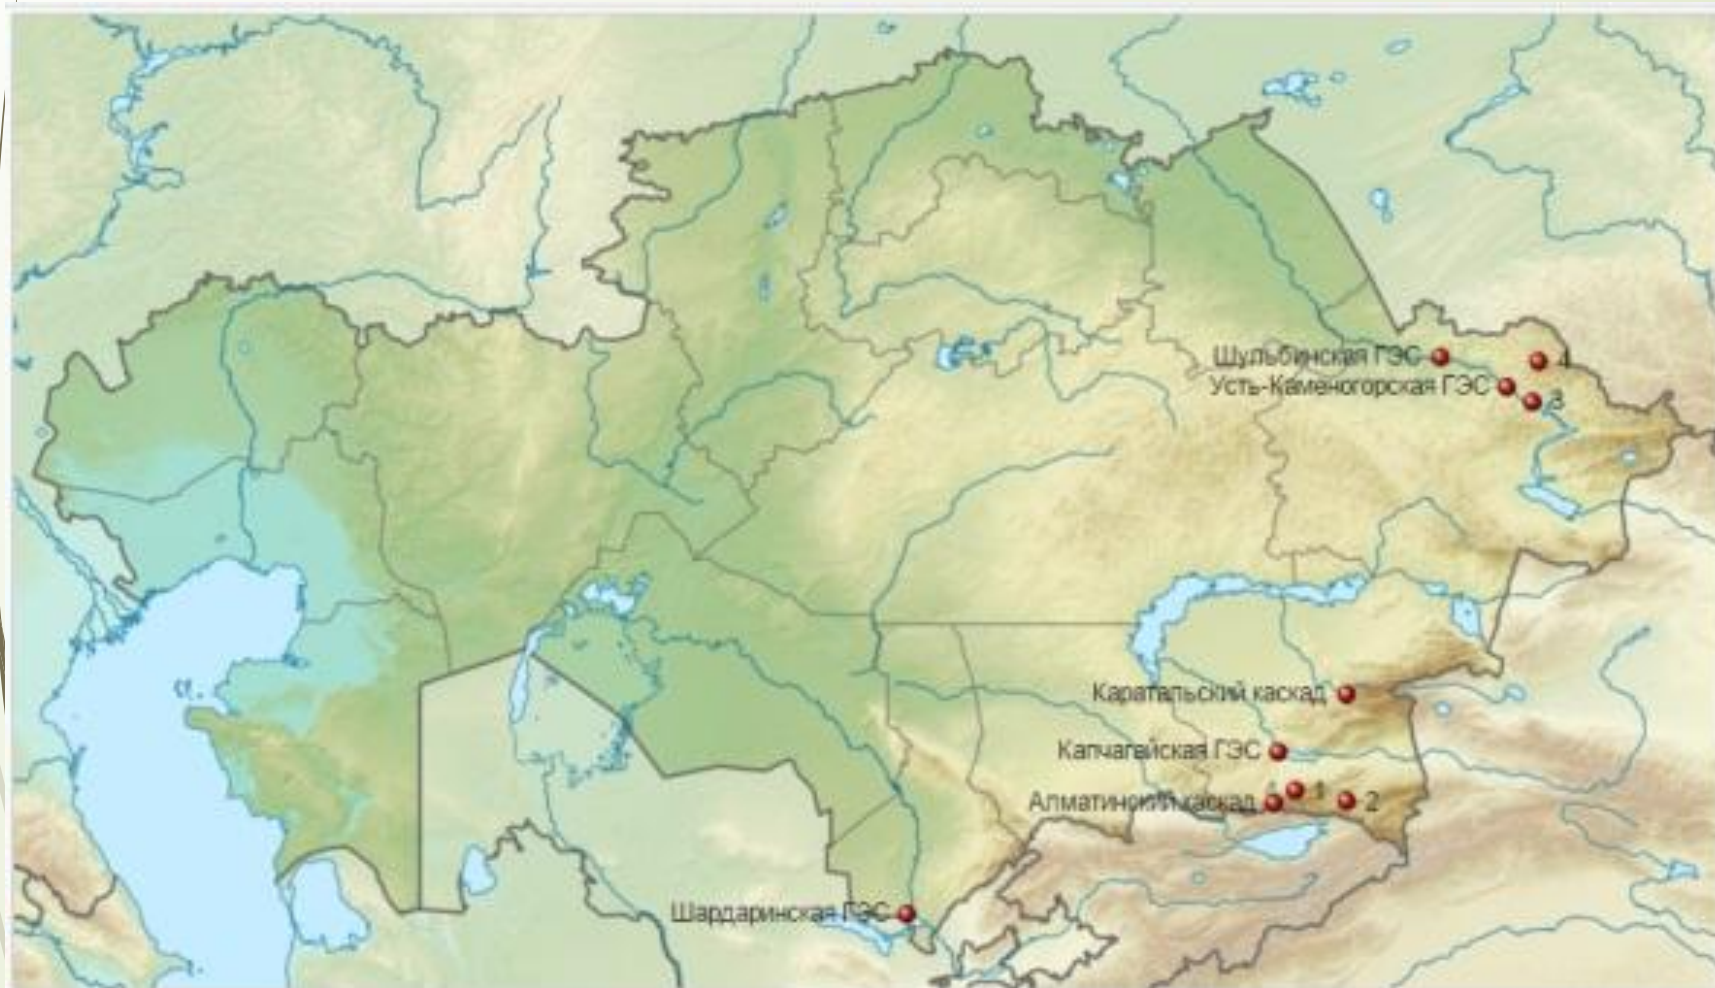 Шульбинская ГЭС
4
Усть-Каменогорская ГЭС
3
Каратальский каскад
Капчагайская ГЭС
1
Алматинский каскад
2
Шардаринская ГЭС